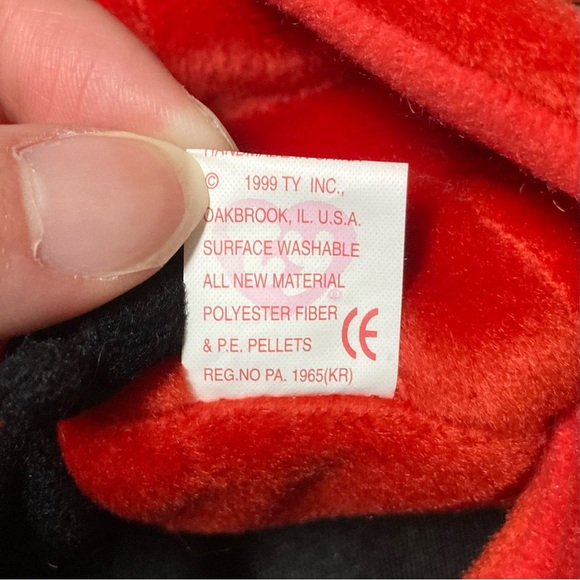 © 1999 TY INC.,
OAKBROOK, IL. U.S.A.
SURFACE WASHABLE
ALL NEW MATERIAL
POLYESTER FIBER
& P.E. PELLETS
REG.NO PA. 1965(KR)
CE